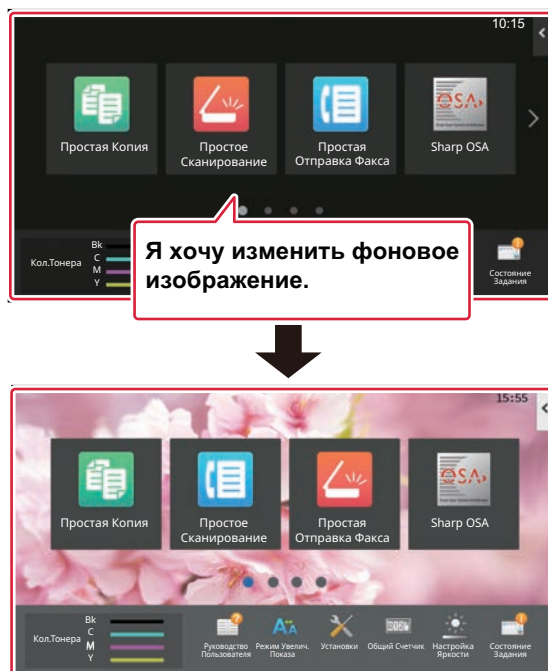 10:15
Простая Копия
Простое
Сканирование
Простая
Отправка Факса
OSA
Sharp OSA
Кол.Тонера
Bk
C
M
Y
Я хочу изменить фоновое
изображение.
Состояние
Задания
15:55
Простая Копия
Простое
Сканирование
Простая
Отправка Факса
OSA
Sharp OSA
Кол.Тонера
Bk
C
M
Y
Руководство
Пользователя
Режим Увелич.
Показа
Установки
Общий Счетчик
Настройка
Яркости
Состояние
Задания